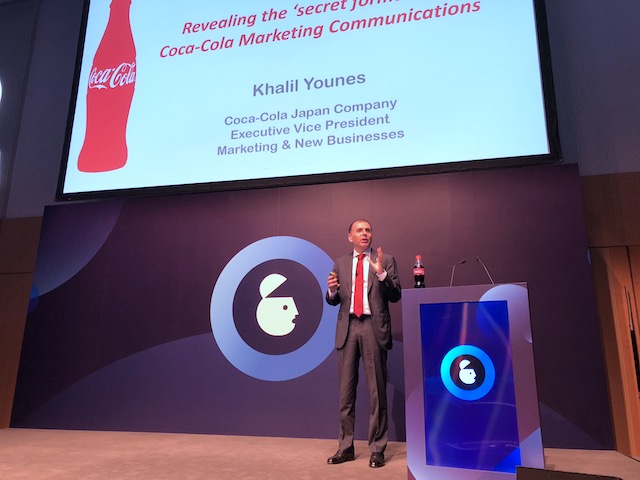 Revealing the ‘secret
Coca-Cola Marketing Communications
Coca-Cola
Khalil Younes
Coca-Cola Japan Company
Executive Vice President
Marketing & New Businesses